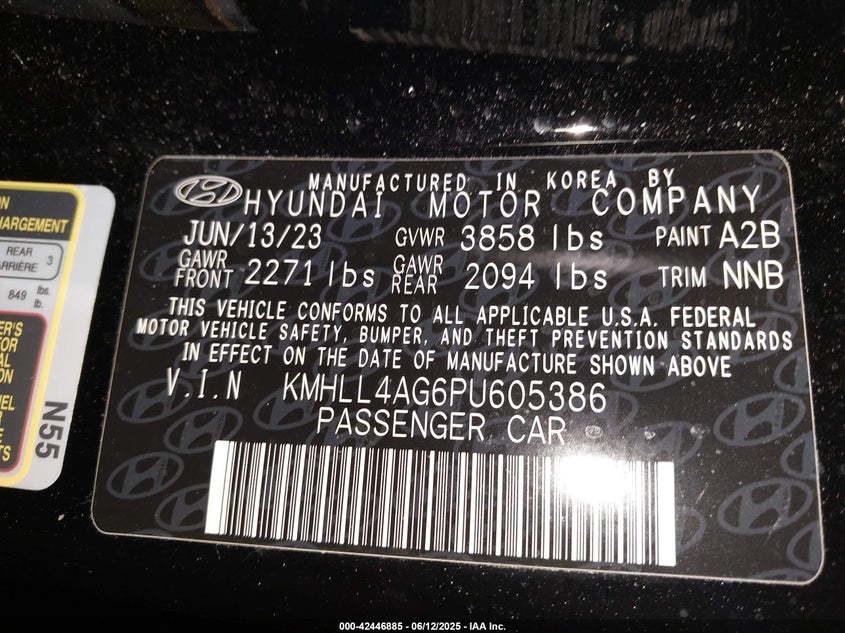 MANUFACTURED IN KOREA BY
HYUNDAI MOTOR COMPANY
JUN/13/23 GVWR 3858 lbs PAINT A2B
GAWR FRONT 2271 lbs GAWR REAR 2094 lbs TRIM NNB
THIS VEHICLE CONFORMS TO ALL APPLICABLE U.S.A. FEDERAL
MOTOR VEHICLE SAFETY, BUMPER, AND THEFT PREVENTION STANDARDS
IN EFFECT ON THE DATE OF MANUFACTURE SHOWN ABOVE
V.I.N KMHLL4AG6PU605386
PASSENGER CAR
REAR 3
849 lbs.
lb.
N55
000-42446885 - 06/12/2025 - IAA Inc.